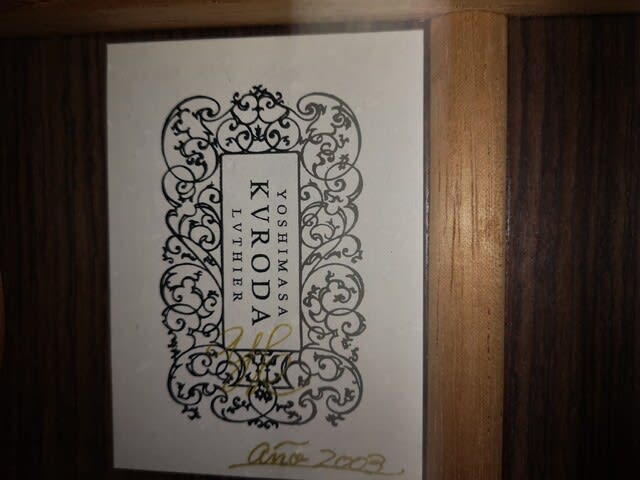 YOSHIMASA
KVRODA
LVTHIER
año 2003